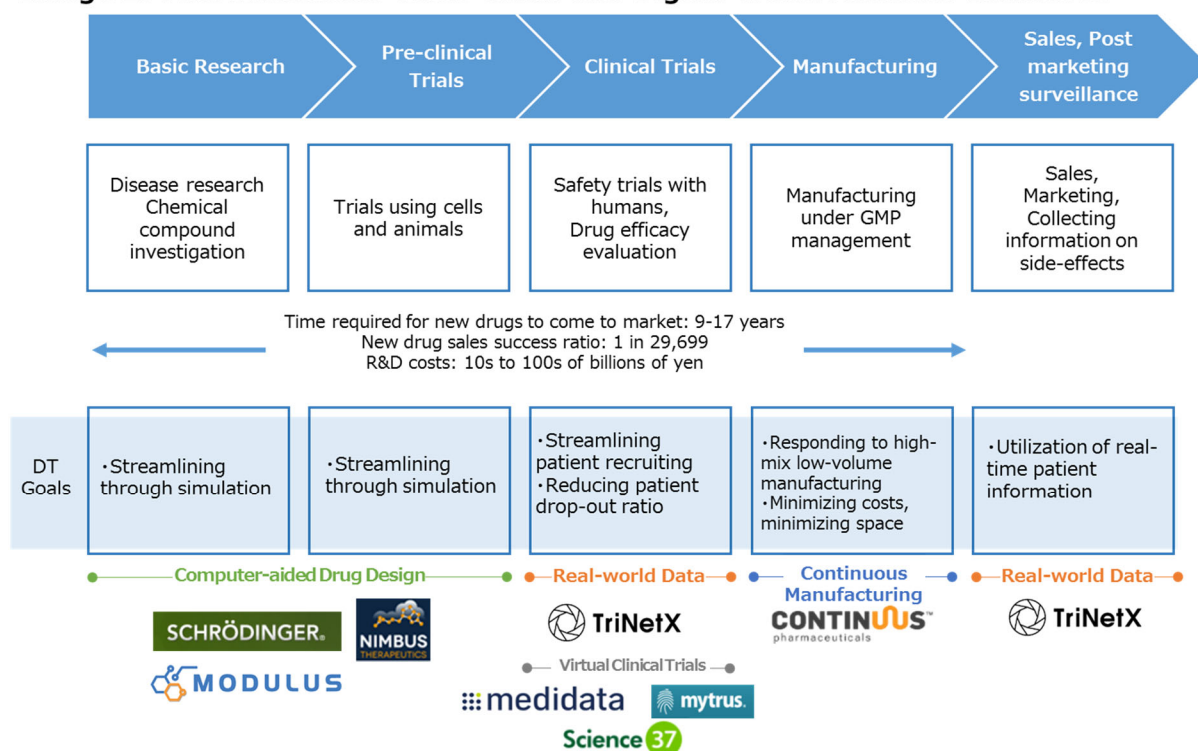 Basic Research
Pre-clinical
Trials
Clinical Trials
Manufacturing
Sales, Post
marketing
surveillance
Disease research
Chemical
compound
investigation
Trials using cells
and animals
Safety trials with
humans,
Drug efficacy
evaluation
Manufacturing
under GMP
management
Sales,
Marketing,
Collecting
information on
side-effects
Time required for new drugs to come to market: 9-17 years
New drug sales success ratio: 1 in 29,699
R&D costs: 10s to 100s of billions of yen
DT
Goals
・Streamlining
through simulation
・Streamlining
through simulation
・Streamlining
patient recruiting
・Reducing patient
drop-out ratio
・Responding to high-
mix low-volume
manufacturing
・Minimizing costs,
minimizing space
・Utilization of real-
time patient
information
Computer-aided Drug Design
Real-world Data
Continuous
Manufacturing
Real-world Data
SCHRÖDINGER®
NIMBUS
THERAPEUTICS
MODULUS
TriNetX
CONTINUUS™
pharmaceuticals
TriNetX
Virtual Clinical Trials
medidata
mytrus.
Science 37